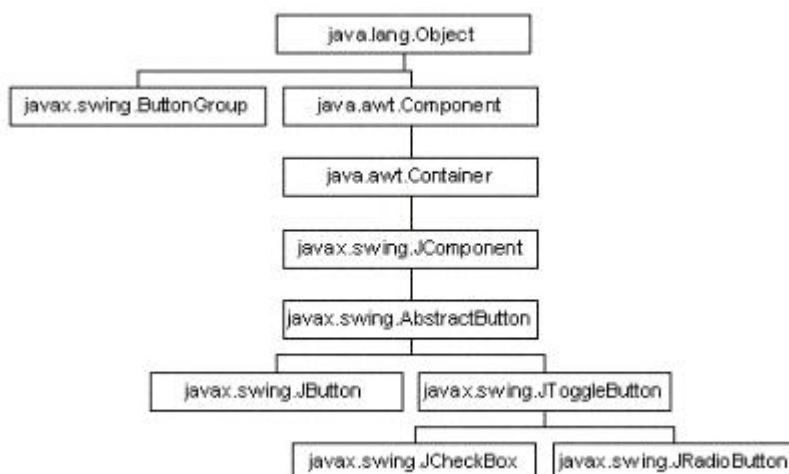 java.lang.Object
javax.swing.ButtonGroup
java.awt.Component
java.awt.Container
javax.swing.JComponent
javax.swing.AbstractButton
javax.swing.JButton
javax.swing.JToggleButton
javax.swing.JCheckBox
javax.swing.JRadioButton